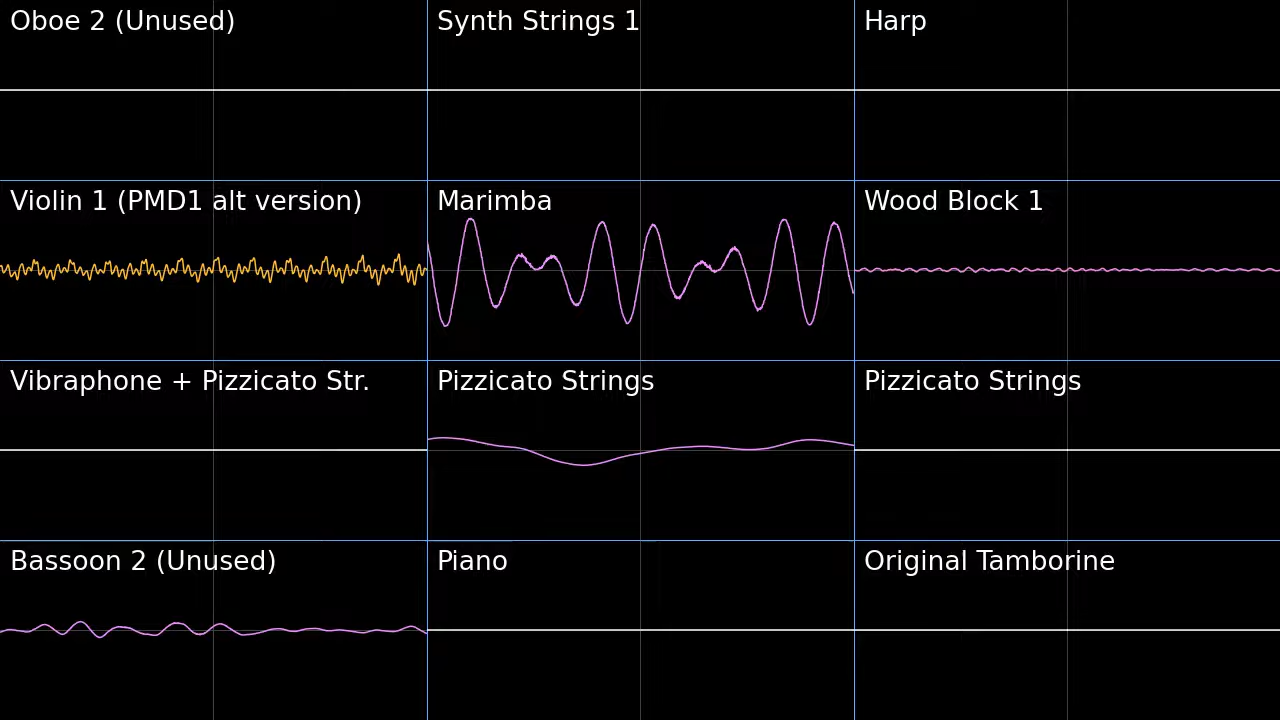 Oboe 2 (Unused)
Synth Strings 1
Harp
Violin 1 (PMD1 alt version)
Marimba
Wood Block 1
Vibraphone + Pizzicato Str.
Pizzicato Strings
Pizzicato Strings
Bassoon 2 (Unused)
Piano
Original Tamborine